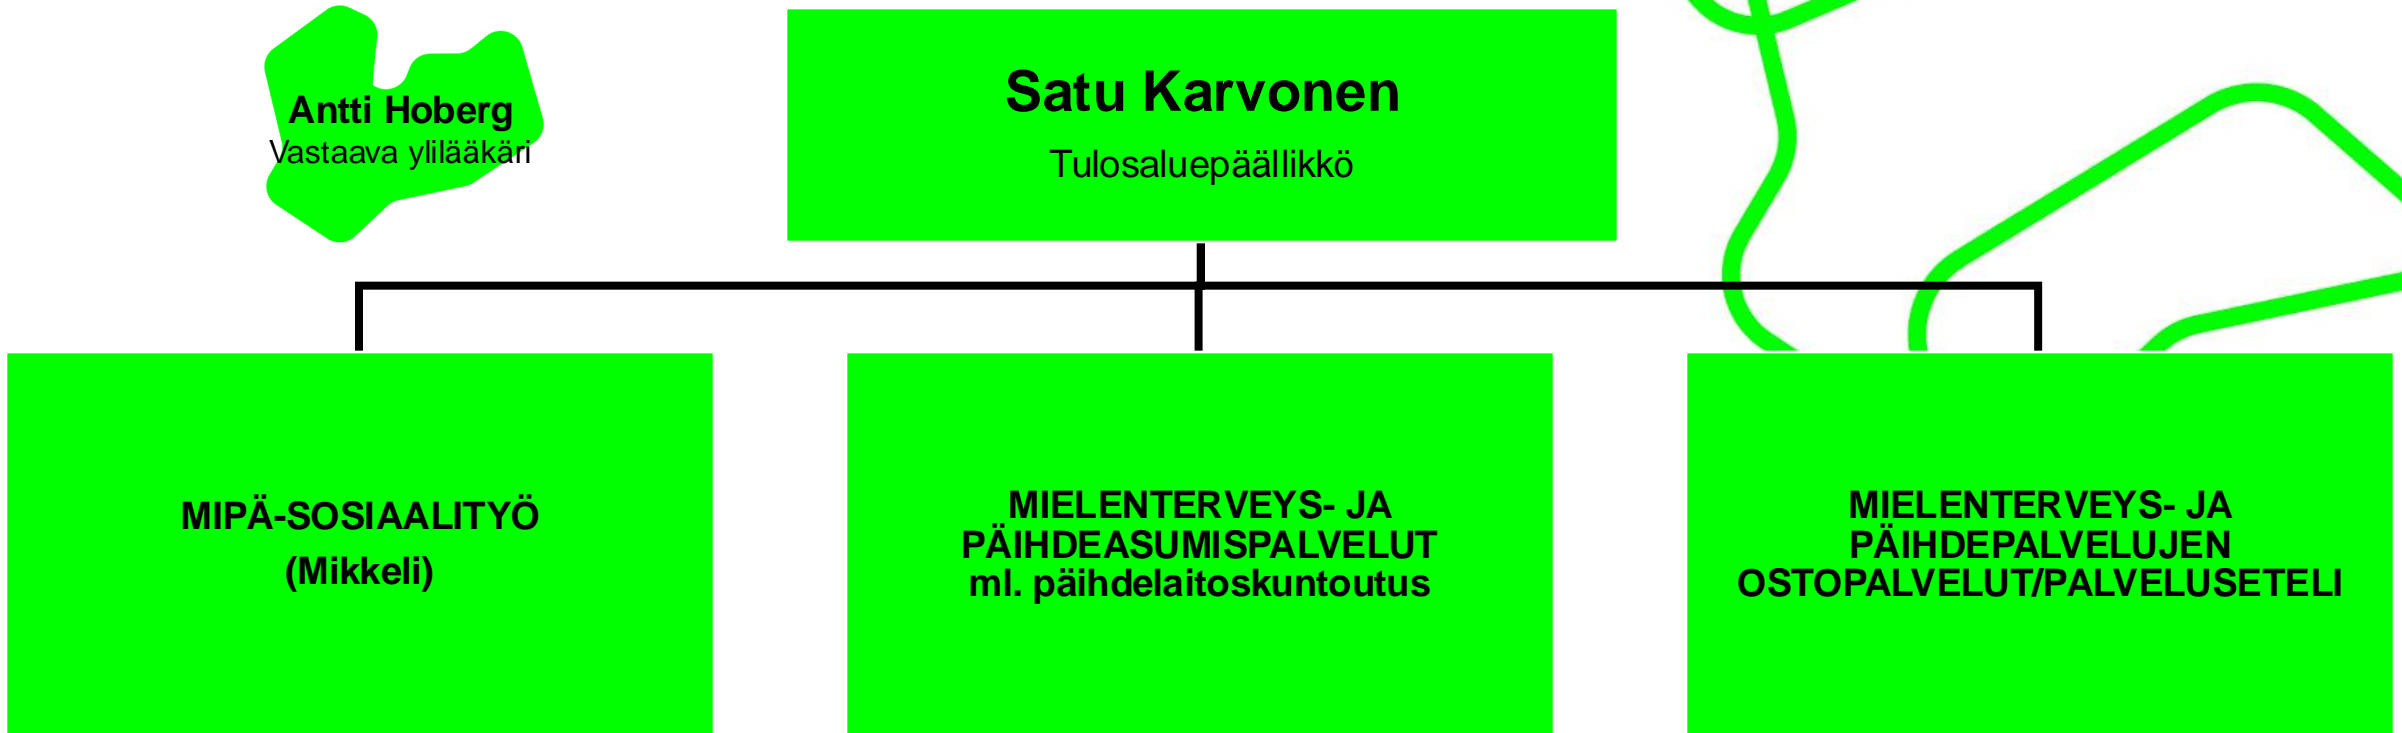 Antti Hoberg
Vastaava ylilääkäri
Satu Karvonen
Tulosaluepäällikkö
MIPÄ-SOSIAALITYÖ
(Mikkeli)
MIELENTERVEYS- JA
PÄIHDEASUMISPALVELUT
ml. päihdelaitoskuntoutus
MIELENTERVEYS- JA
PÄIHDEPALVELUJEN
OSTOPALVELUT/PALVELUSETELI